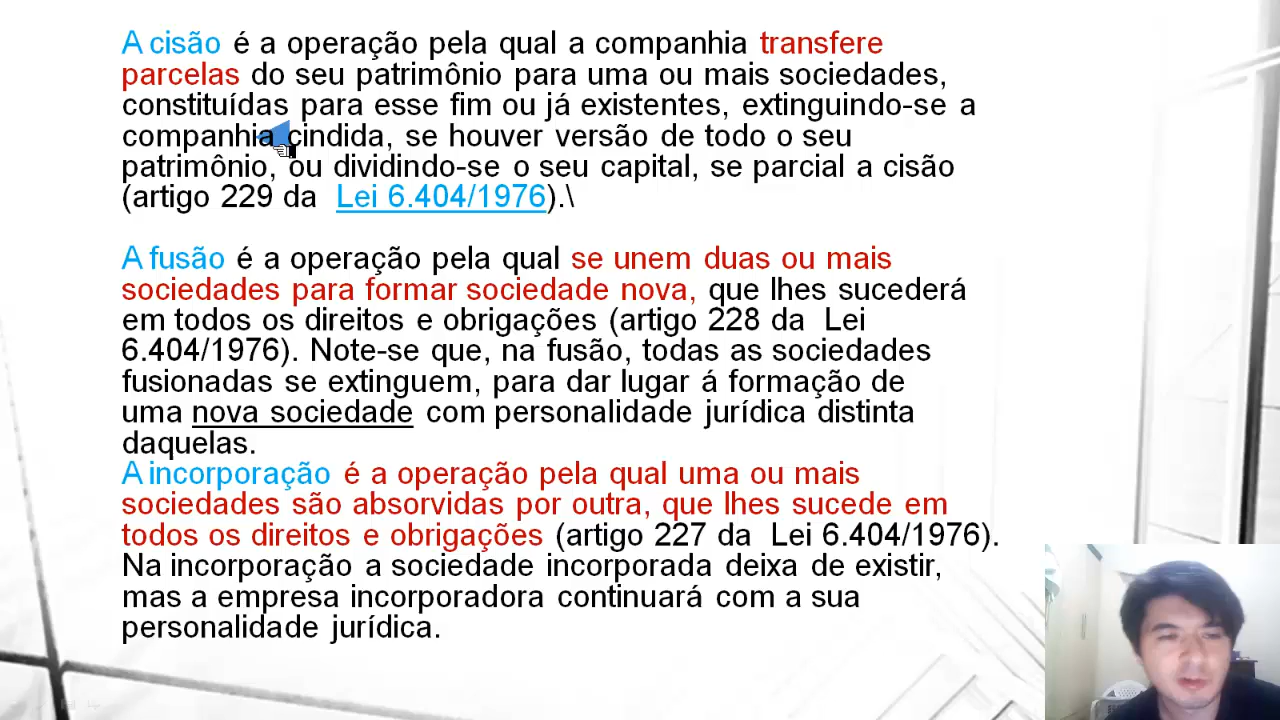 A cisão é a operação pela qual a companhia transfere
parcelas do seu patrimônio para uma ou mais sociedades,
constituídas para esse fim ou já existentes, extinguindo-se a
companhia cindida, se houver versão de todo o seu
patrimônio, ou dividindo-se o seu capital, se parcial a cisão
(artigo 229 da Lei 6.404/1976).\
A fusão é a operação pela qual se unem duas ou mais
sociedades para formar sociedade nova, que lhes sucederá
em todos os direitos e obrigações (artigo 228 da Lei
6.404/1976). Note-se que, na fusão, todas as sociedades
fusionadas se extinguem, para dar lugar á formação de
uma nova sociedade com personalidade jurídica distinta
daquelas.
A incorporação é a operação pela qual uma ou mais
sociedades são absorvidas por outra, que lhes sucede em
todos os direitos e obrigações (artigo 227 da Lei 6.404/1976).
Na incorporação a sociedade incorporada deixa de existir,
mas a empresa incorporadora continuará com a sua
personalidade jurídica.